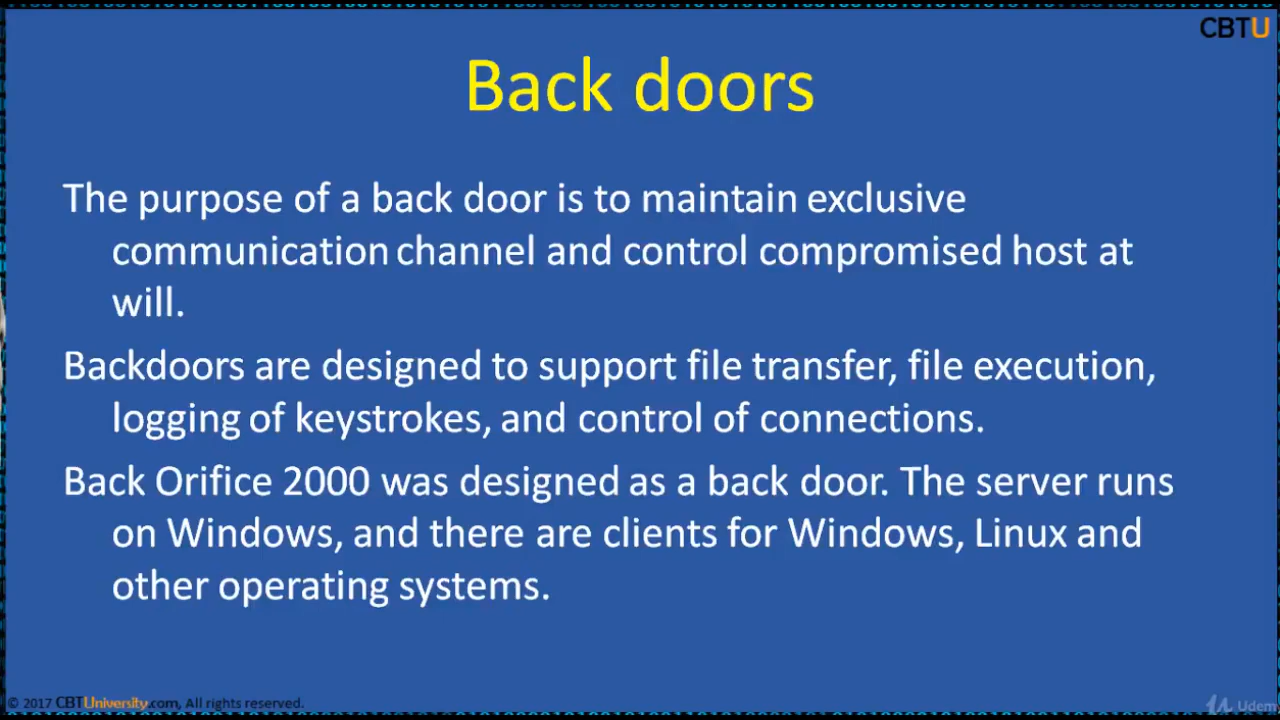 CBTU
Back doors
The purpose of a back door is to maintain exclusive
communication channel and control compromised host at
will.
Backdoors are designed to support file transfer, file execution,
logging of keystrokes, and control of connections.
Back Orifice 2000 was designed as a back door. The server runs
on Windows, and there are clients for Windows, Linux and
other operating systems.
© 2017 CBTUniversity.com, All rights reserved.